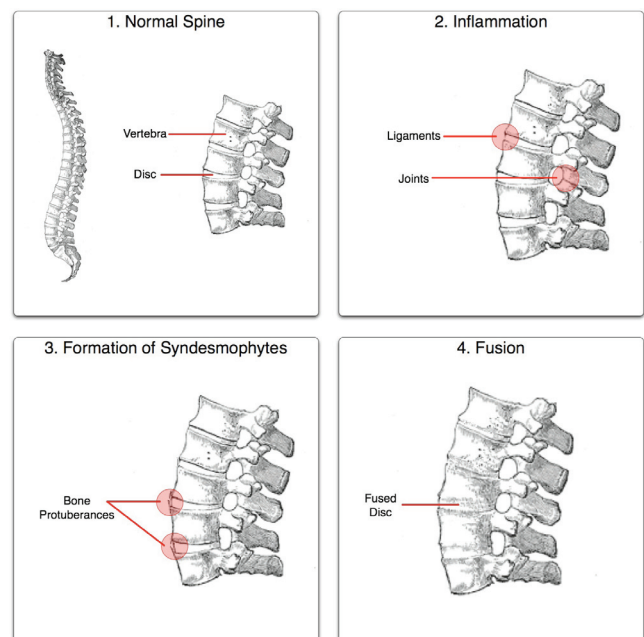 1. Normal Spine
Vertebra
Disc
2. Inflammation
Ligaments
Joints
3. Formation of Syndesmophytes
Bone
Protuberances
4. Fusion
Fused
Disc